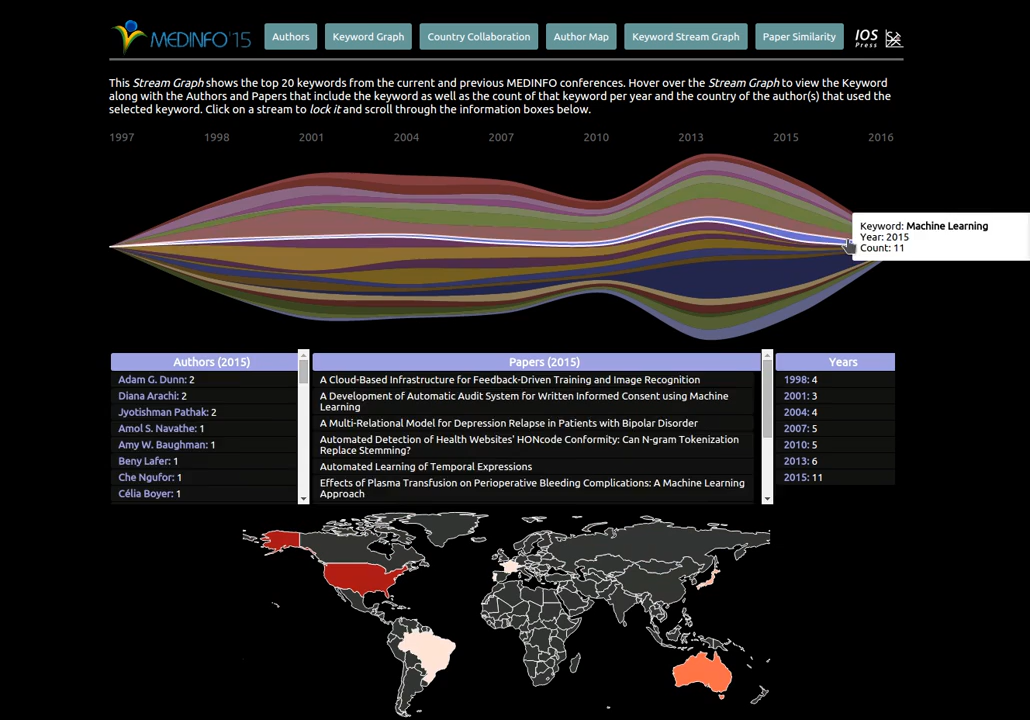 MEDINFO'15
Authors
Keyword Graph
Country Collaboration
Author Map
Keyword Stream Graph
Paper Similarity
IOS
Press
This Stream Graph shows the top 20 keywords from the current and previous MEDINFO conferences. Hover over the Stream Graph to view the Keyword
along with the Authors and Papers that include the keyword as well as the count of that keyword per year and the country of the author(s) that used the
selected keyword. Click on a stream to lock it and scroll through the information boxes below.
1997 1998 2001 2004 2007 2010 2013 2015 2016
Keyword: Machine Learning
Year: 2015
Count: 11
Authors (2015)
Adam G. Dunn: 2
Diana Arachi: 2
Jyotishman Pathak: 2
Amol S. Navathe: 1
Amy W. Baughman: 1
Beny Lafer: 1
Che Ngufor: 1
Célia Boyer: 1
Papers (2015)
A Cloud-Based Infrastructure for Feedback-Driven Training and Image Recognition
A Development of Automatic Audit System for Written Informed Consent using Machine
Learning
A Multi-Relational Model for Depression Relapse in Patients with Bipolar Disorder
Automated Detection of Health Websites' HONcode Conformity: Can N-gram Tokenization
Replace Stemming?
Automated Learning of Temporal Expressions
Effects of Plasma Transfusion on Perioperative Bleeding Complications: A Machine Learning
Approach
Years
1998: 4
2001: 3
2004: 4
2007: 5
2010: 5
2013: 6
2015: 11